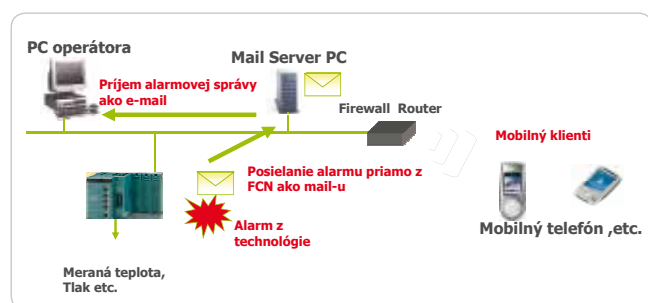 PC operátora
Mail Server PC
Príjem alarmovej správy
ako e-mail
Firewall Router
Mobilný klienti
Posielanie alarmu priamo z
FCN ako mail-u
Alarm z
technológie
Mobilný telefón ,etc.
Meraná teplota,
Tlak etc.